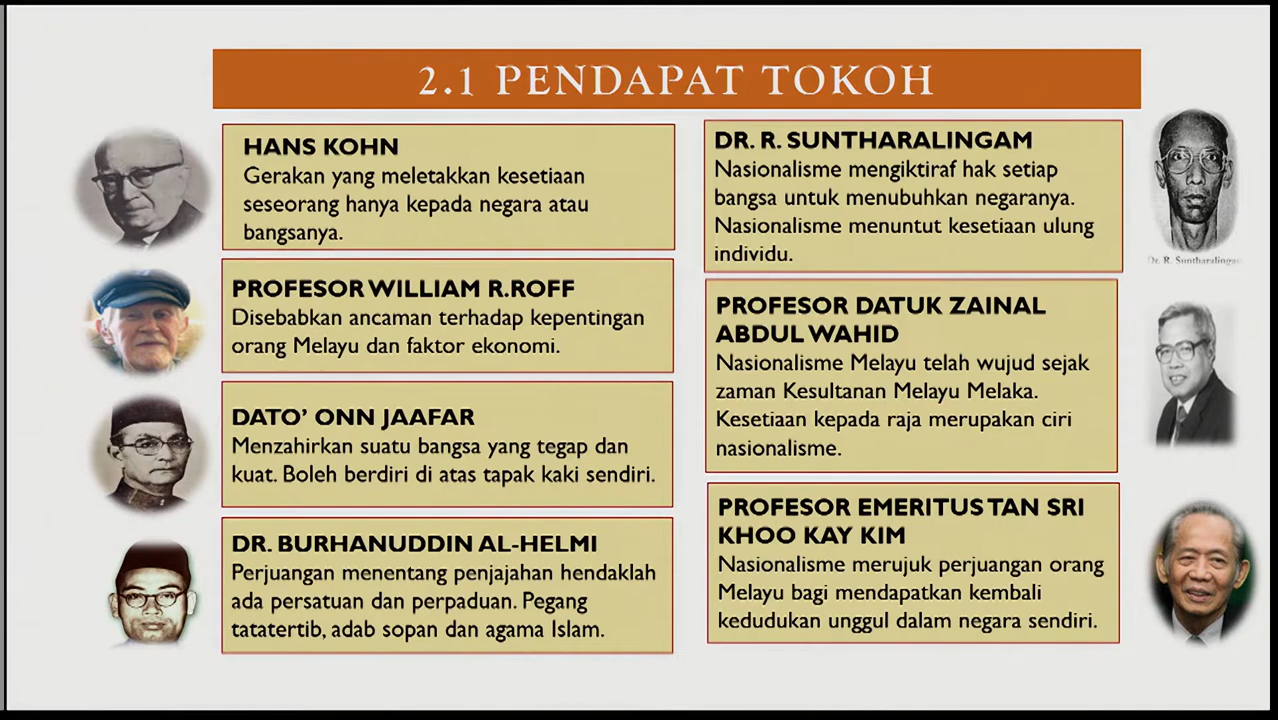 2.1 PENDAPAT TOKOH
HANS KOHN
Gerakan yang meletakkan kesetiaan
seseorang hanya kepada negara atau
bangsanya.
PROFESOR WILLIAM R.ROFF
Disebabkan ancaman terhadap kepentingan
orang Melayu dan faktor ekonomi.
DATO’ ONN JAAFAR
Menzahirkan suatu bangsa yang tegap dan
kuat. Boleh berdiri di atas tapak kaki sendiri.
DR. BURHANUDDIN AL-HELMI
Perjuangan menentang penjajahan hendaklah
ada persatuan dan perpaduan. Pegang
tatatertib, adab sopan dan agama Islam.
DR. R. SUNTHARALINGAM
Nasionalisme mengiktiraf hak setiap
bangsa untuk menubuhkan negaranya.
Nasionalisme menuntut kesetiaan ulung
individu.
Dr. R. Suntharalingam
PROFESOR DATUK ZAINAL
ABDUL WAHID
Nasionalisme Melayu telah wujud sejak
zaman Kesultanan Melayu Melaka.
Kesetiaan kepada raja merupakan ciri
nasionalisme.
PROFESOR EMERITUS TAN SRI
KHOO KAY KIM
Nasionalisme merujuk perjuangan orang
Melayu bagi mendapatkan kembali
kedudukan unggul dalam negara sendiri.